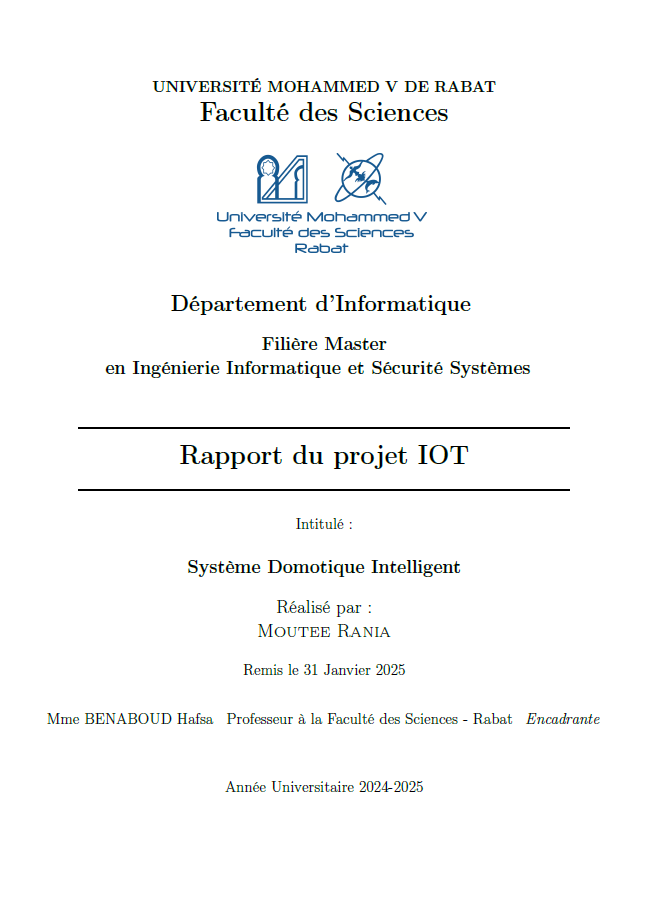 UNIVERSITÉ MOHAMMED V DE RABAT
Faculté des Sciences
Université Mohammed V
Faculté des Sciences
Rabat
Département d'Informatique
Filière Master
en Ingénierie Informatique et Sécurité Systèmes
Rapport du projet IOT
Intitulé :
Système Domotique Intelligent
Réalisé par :
Moutee Rania
Remis le 31 Janvier 2025
Mme BENABOUD Hafsa Professeur à la Faculté des Sciences - Rabat Encadrante
Année Universitaire 2024-2025